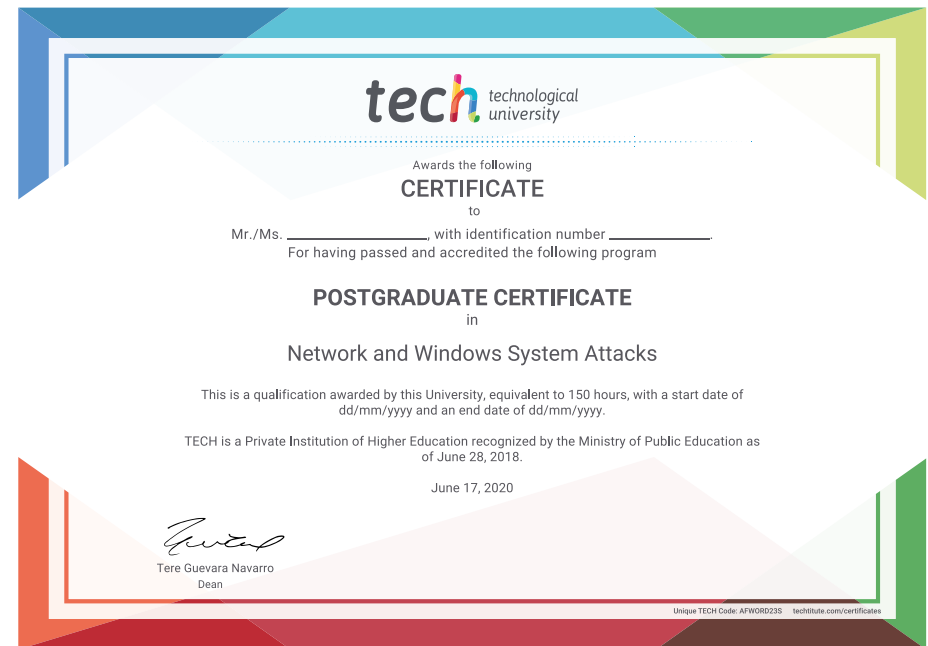 tech technological
university
Awards the following
CERTIFICATE
to
Mr./Ms. ____________________, with identification number ______________.
For having passed and accredited the following program
POSTGRADUATE CERTIFICATE
in
Network and Windows System Attacks
This is a qualification awarded by this University, equivalent to 150 hours, with a start date of
dd/mm/yyyy and an end date of dd/mm/yyyy.
TECH is a Private Institution of Higher Education recognized by the Ministry of Public Education as
of June 28, 2018.
June 17, 2020
Tere Guevara Navarro
Dean
Unique TECH Code: AFWORD23S techtitute.com/certificates